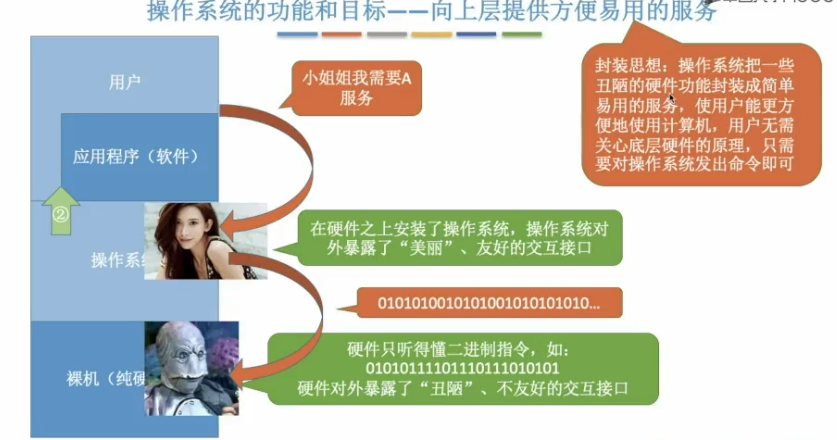 操作系统的功能和目标——向上层提供方便易用的服务
用户
应用程序（软件）
②
操作系
裸机（纯
小姐姐我需要A
服务
封装思想：操作系统把一些
丑陋的硬件功能封装成简单
易用的服务，使用户能更方
便地使用计算机，用户无需
关心底层硬件的原理，只需
要对操作系统发出命令即可
在硬件之上安装了操作系统，操作系统对
外暴露了“美丽”、友好的交互接口
0101010010101001010101010…
硬件只听得懂二进制指令，如：
01010111101110111010101
硬件对外暴露了“丑陋”、不友好的交互接口